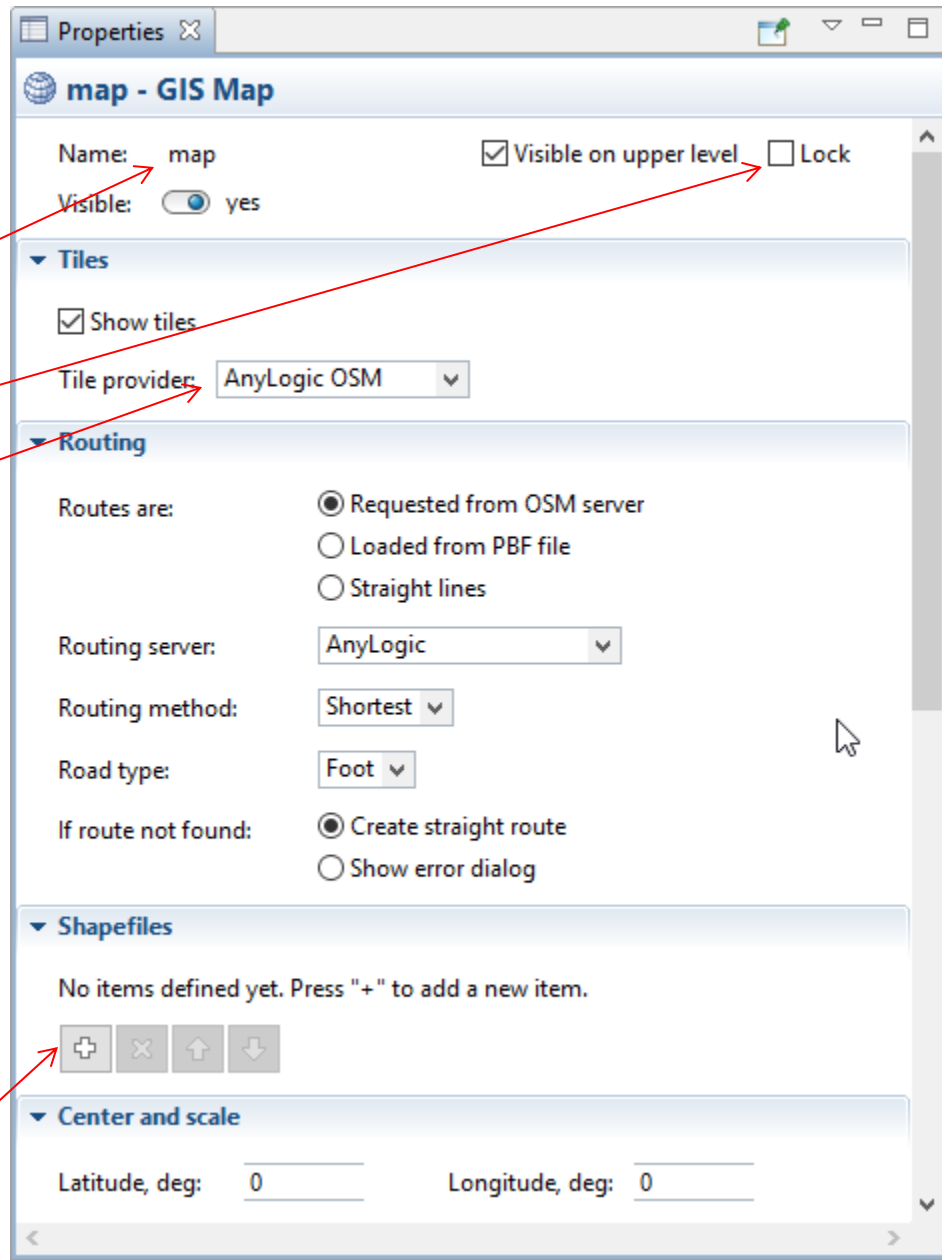 Properties
map - GIS Map
Name: map Visible on upper level Lock
Visible: yes
Tiles
Show tiles
Tile provider: AnyLogic OSM
Routing
Routes are: Requested from OSM server
Loaded from PBF file
Straight lines
Routing server: AnyLogic
Routing method: Shortest
Road type: Foot
If route not found: Create straight route
Show error dialog
Shapefiles
No items defined yet. Press "+" to add a new item.
Center and scale
Latitude, deg: 0 Longitude, deg: 0